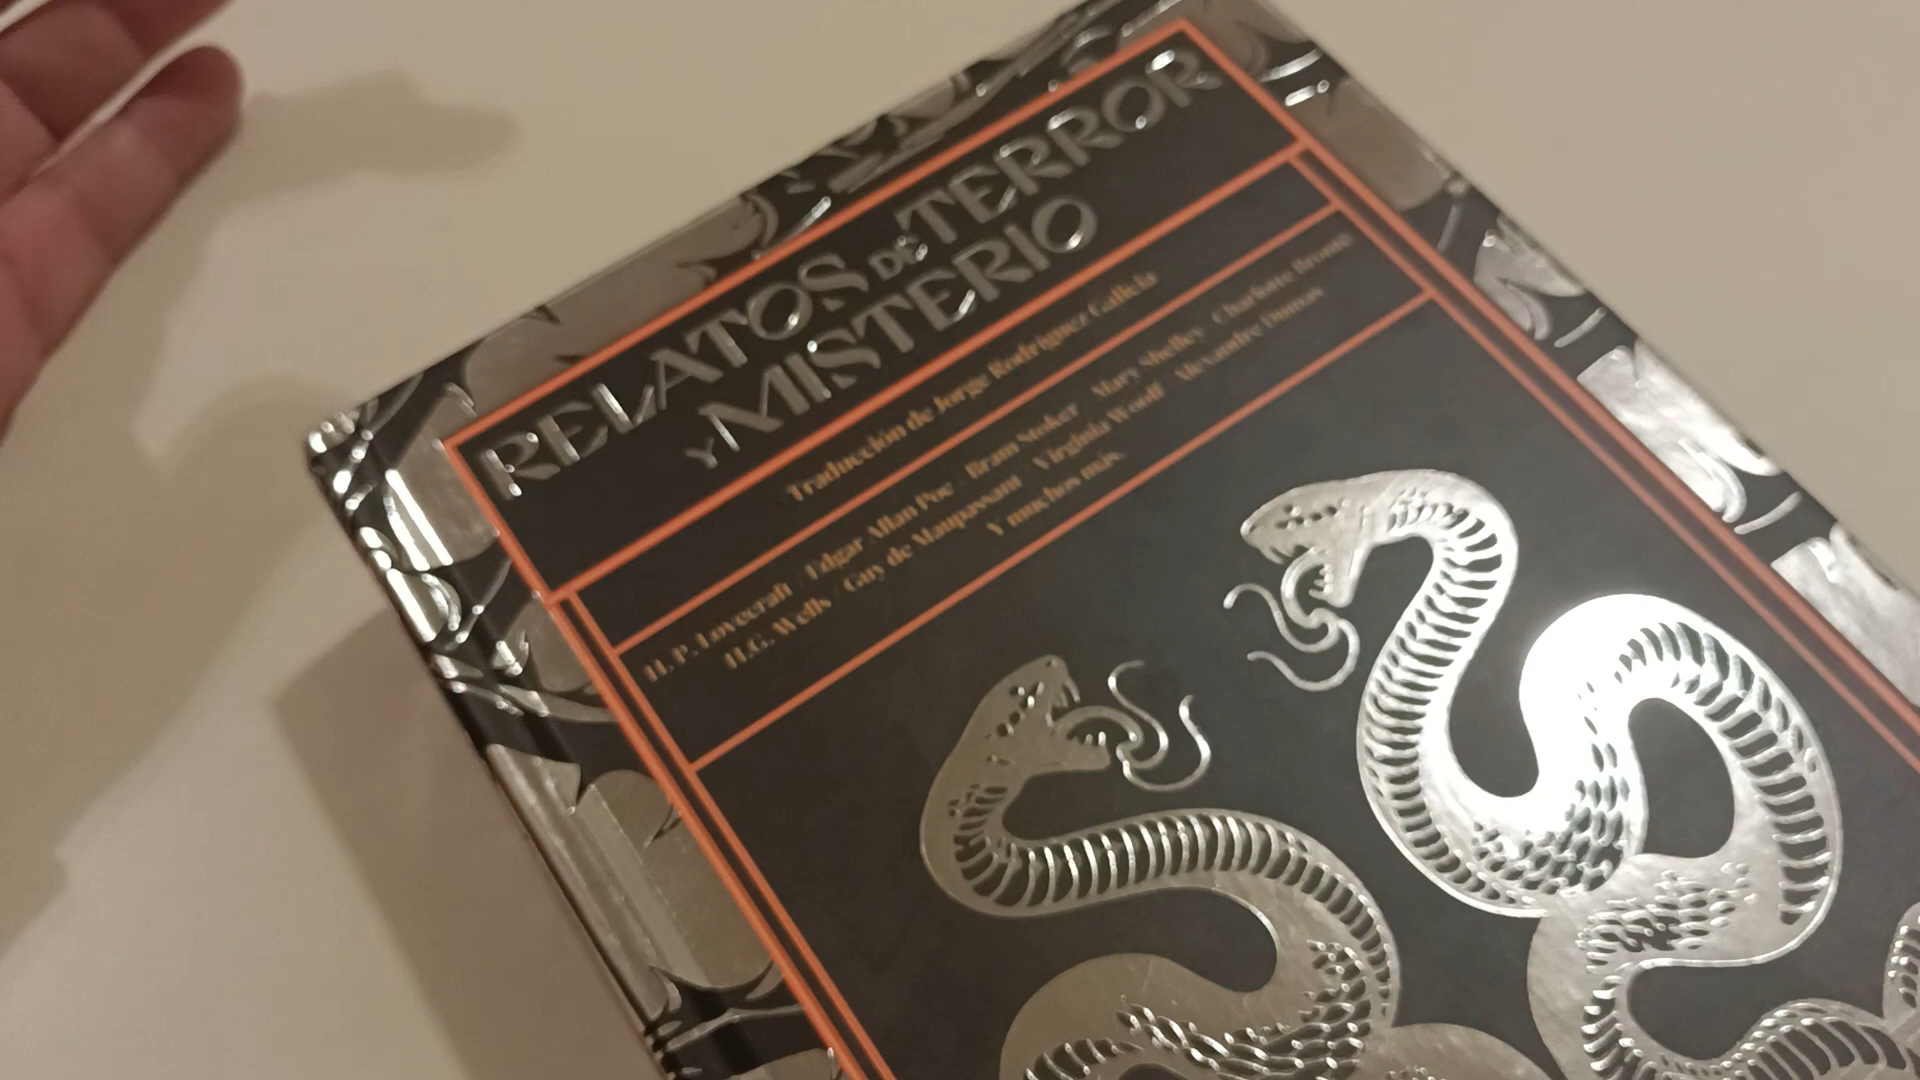 RELATOS DE TERROR
Y MISTERIO
Traducción de Jorge Rodríguez Galicia
H. P. Lovecraft · Edgar Allan Poe · Bram Stoker · Mary Shelley · Charlotte Brontë
H.G. Wells · Guy de Maupassant · Virginia Woolf · Alexandre Dumas
Y muchos más.